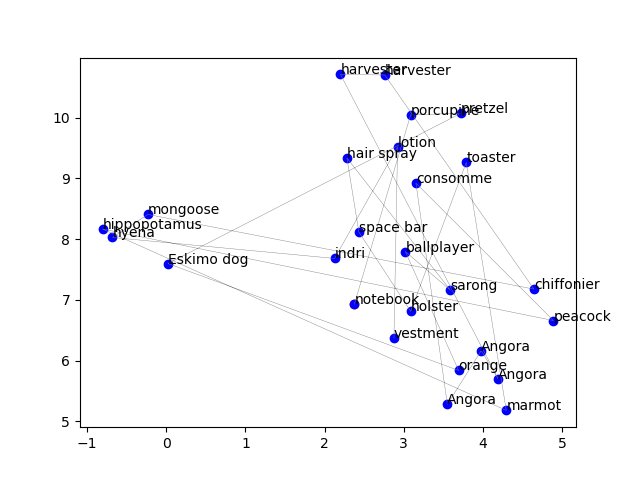 harvester
harvester
porcupine
pretzel
lotion
hair spray
toaster
consomme
mongoose
hippopotamus
hyena
space bar
ballplayer
indri
Eskimo dog
sarong
chiffonier
notebook
holster
peacock
vestment
Angora
orange
Angora
Angora
marmot
10
9
8
7
6
5
−1
0
1
2
3
4
5